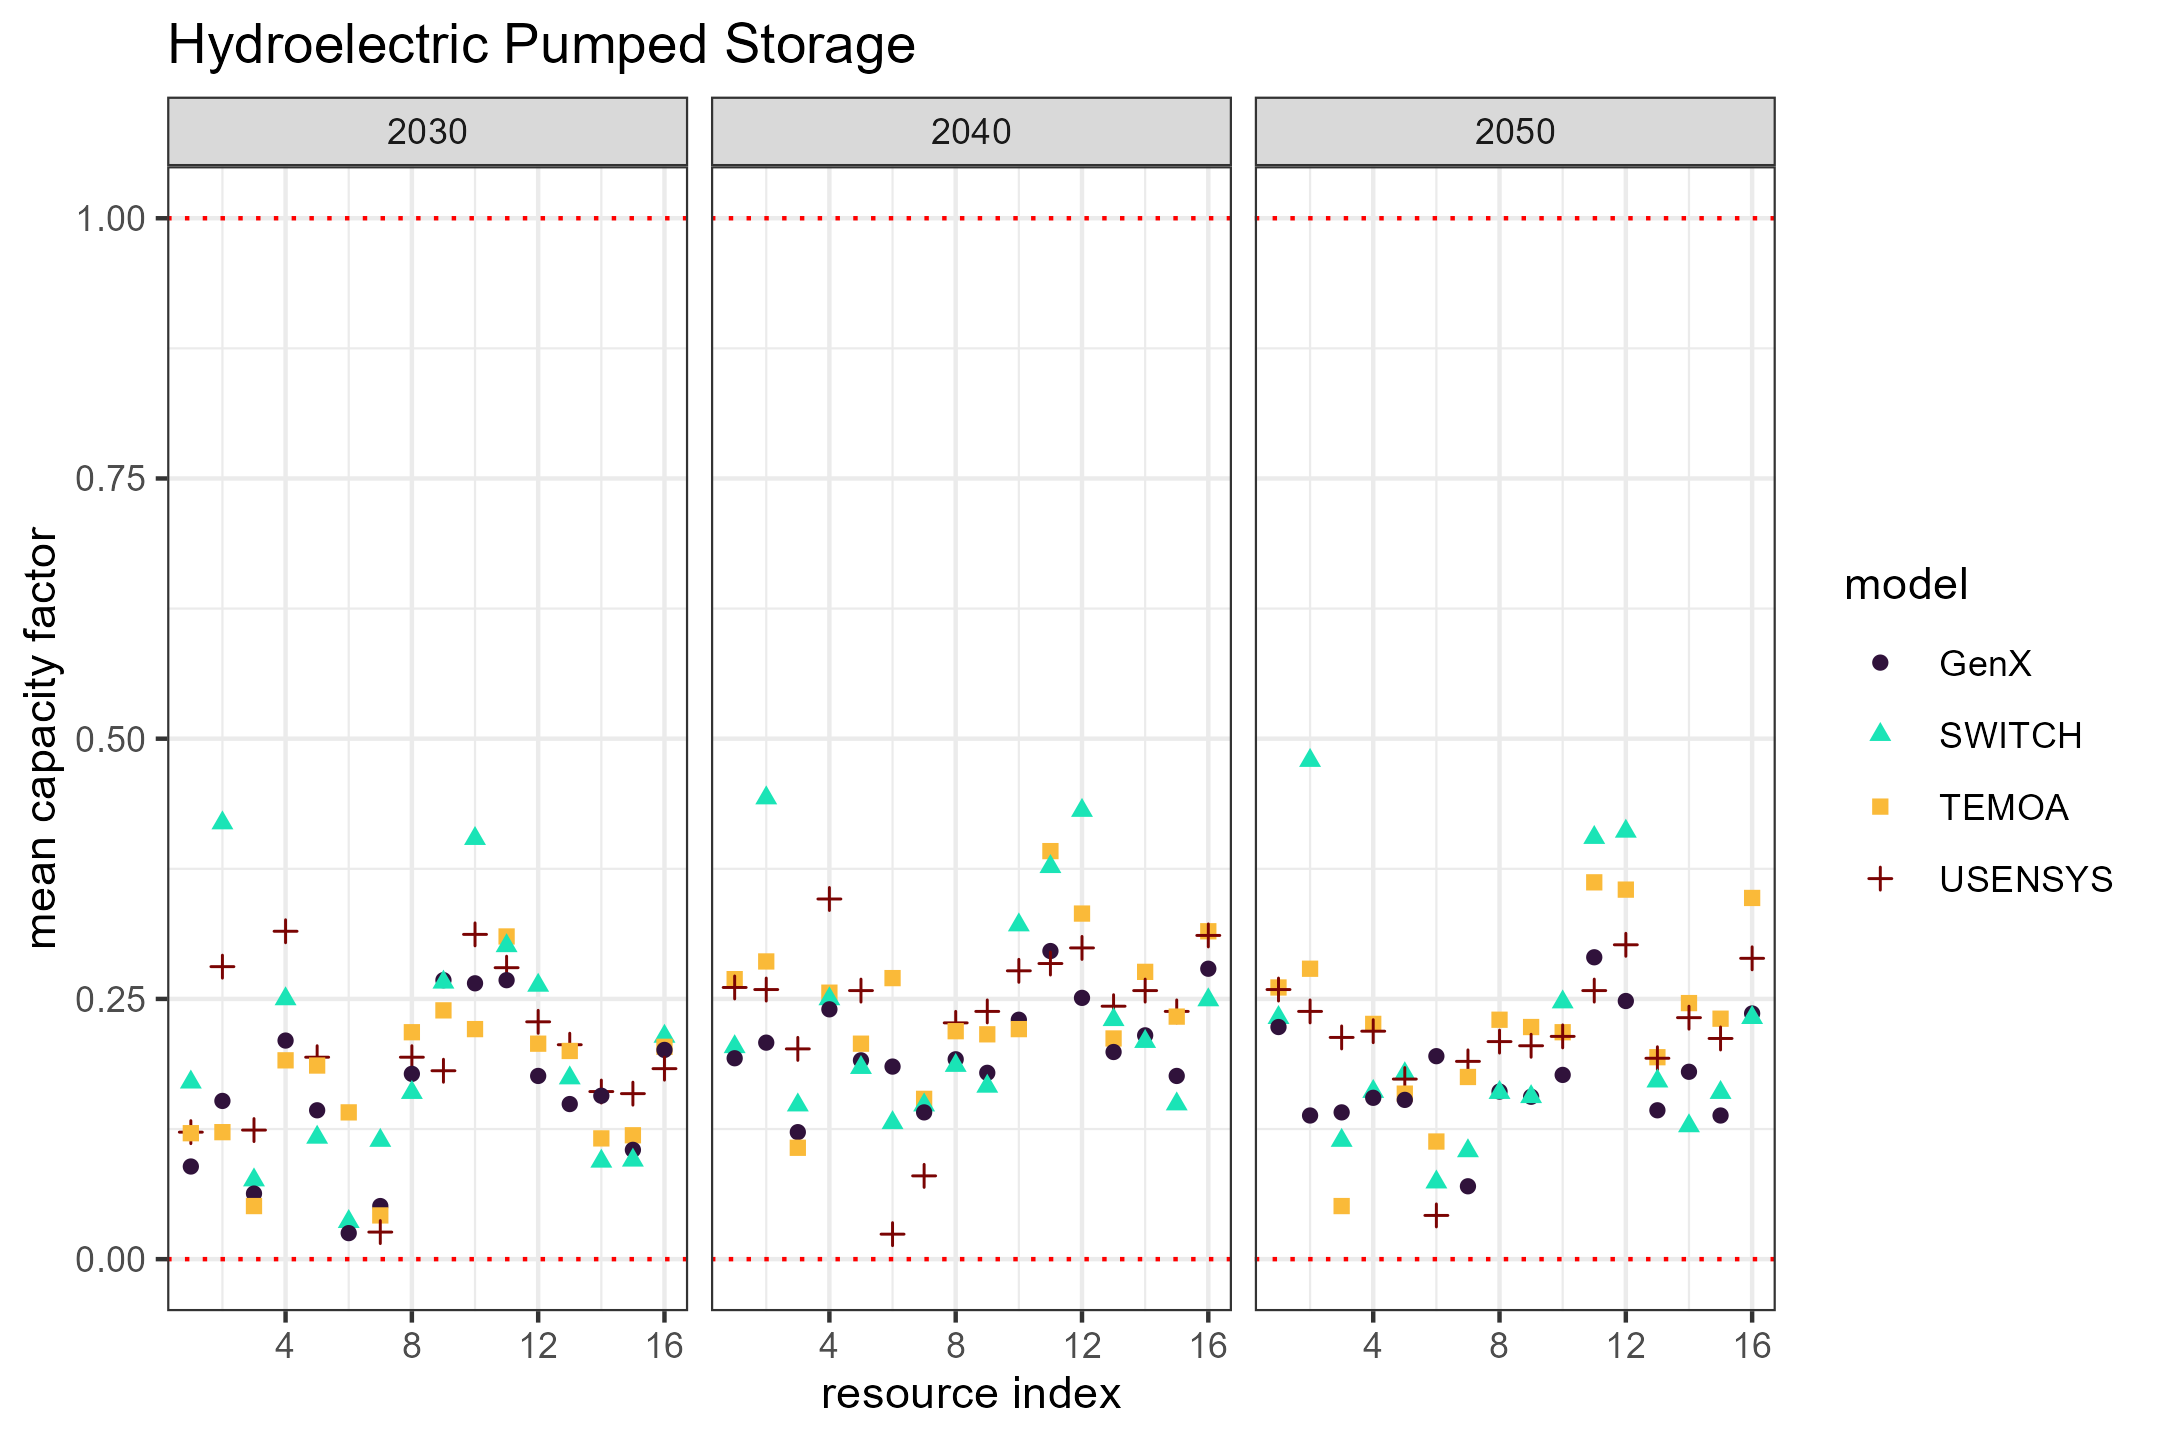 Hydroelectric Pumped Storage
2030 2040 2050
1.00
0.75
0.50
0.25
0.00
mean capacity factor
4 8 12 16 4 8 12 16 4 8 12 16
resource index
model
GenX
SWITCH
TEMOA
USENSYS